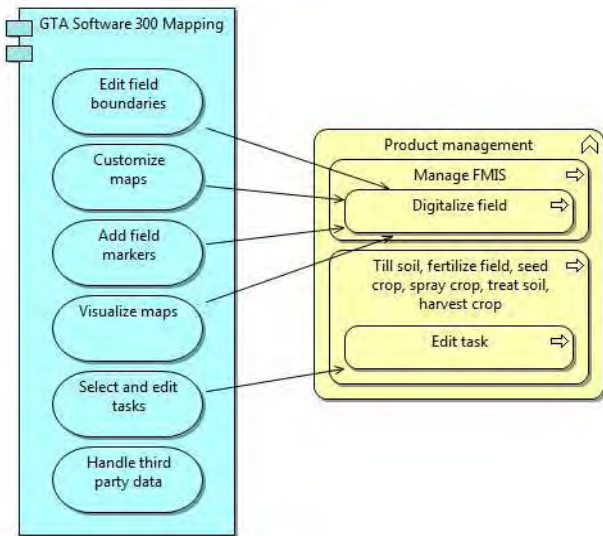 GTA Software 300 Mapping
Edit field
boundaries
Customize
maps
Add field
markers
Visualize maps
Select and edit
tasks
Handle third
party data
Product management
Manage FMIS
Digitalize field
Till soil, fertilize field, seed
crop, spray crop, treat soil,
harvest crop
Edit task